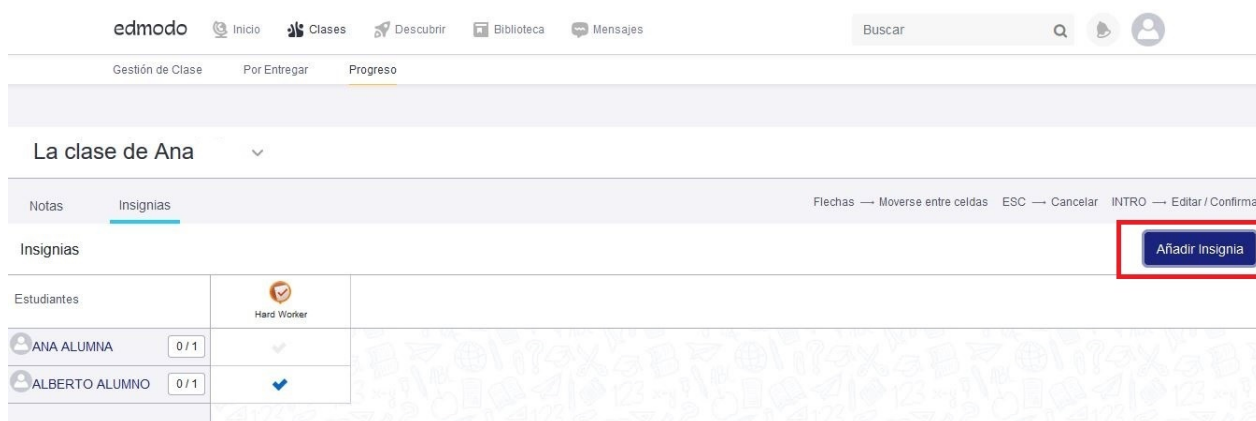 edmodo Inicio Clases Descubrir Biblioteca Mensajes Buscar
Gestión de Clase Por Entregar Progreso
La clase de Ana
Notas Insignias Flechas → Moverse entre celdas ESC → Cancelar INTRO → Editar / Confirma
Insignias Añadir Insignia
Estudiantes Hard Worker
ANA ALUMNA 0 / 1
ALBERTO ALUMNO 0 / 1